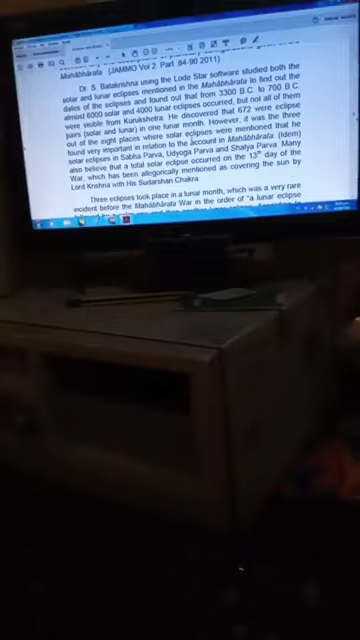 Mahābhārata (JAMMO Vol 2. Part 84-90 2011)
Dr. S. Balakrishna using the Lode Star software studied both the
solar and lunar eclipses mentioned in the Mahābhārata to find out the
dates of the eclipses and found out that from 3300 B.C to 700 B.C.
almost 6000 solar and 4000 lunar eclipses occurred, but not all of them
were visible from Kurukshetra. He discovered that 672 were eclipse
pairs (solar and lunar) in one lunar month. However, it was the three
out of the eight places where solar eclipses were mentioned that he
found very important in relation to the account in Mahābhārata. (Idem)
solar eclipses in Sabha Parva, Udyoga Parva and Shalya Parva. Many
also believe that a total solar eclipse occurred on the 13th day of the
War, which has been allegorically mentioned as covering the sun by
Lord Krishna with His Sudarshan Chakra.
Three eclipses took place in a lunar month, which was a very rare
incident before the Mahābhārata War in the order of "a lunar eclipse